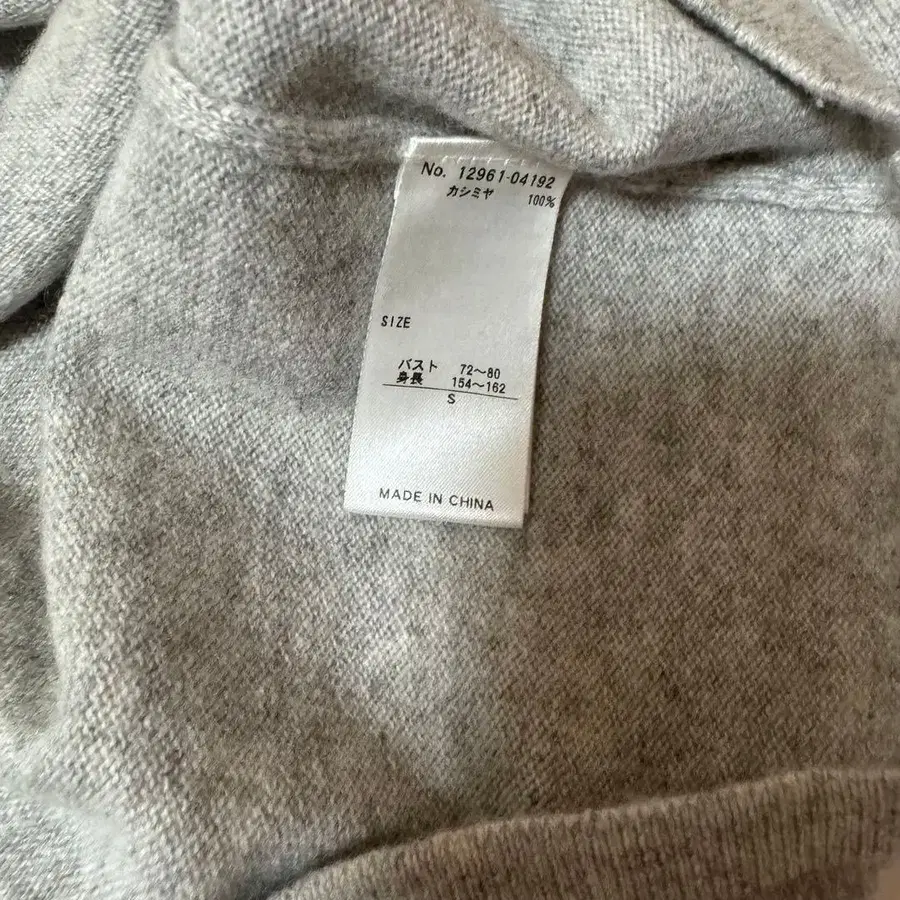 No. 12961-04192
カシミヤ 100%
SIZE
バスト 72～80
身長 154～162
S
MADE IN CHINA